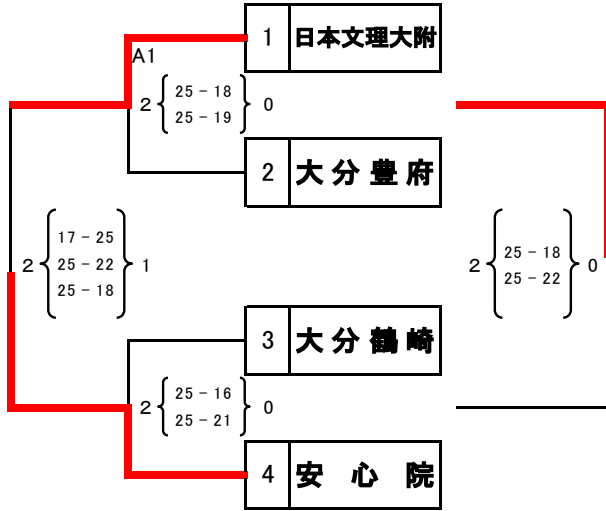 1 日本文理大附
A1
2 25 - 18 0
25 - 19
2 大分豊府
17 - 25
2 25 - 22 1
25 - 18
2 25 - 18 0
25 - 22
3 大分鶴崎
2 25 - 16 0
25 - 21
4 安心院